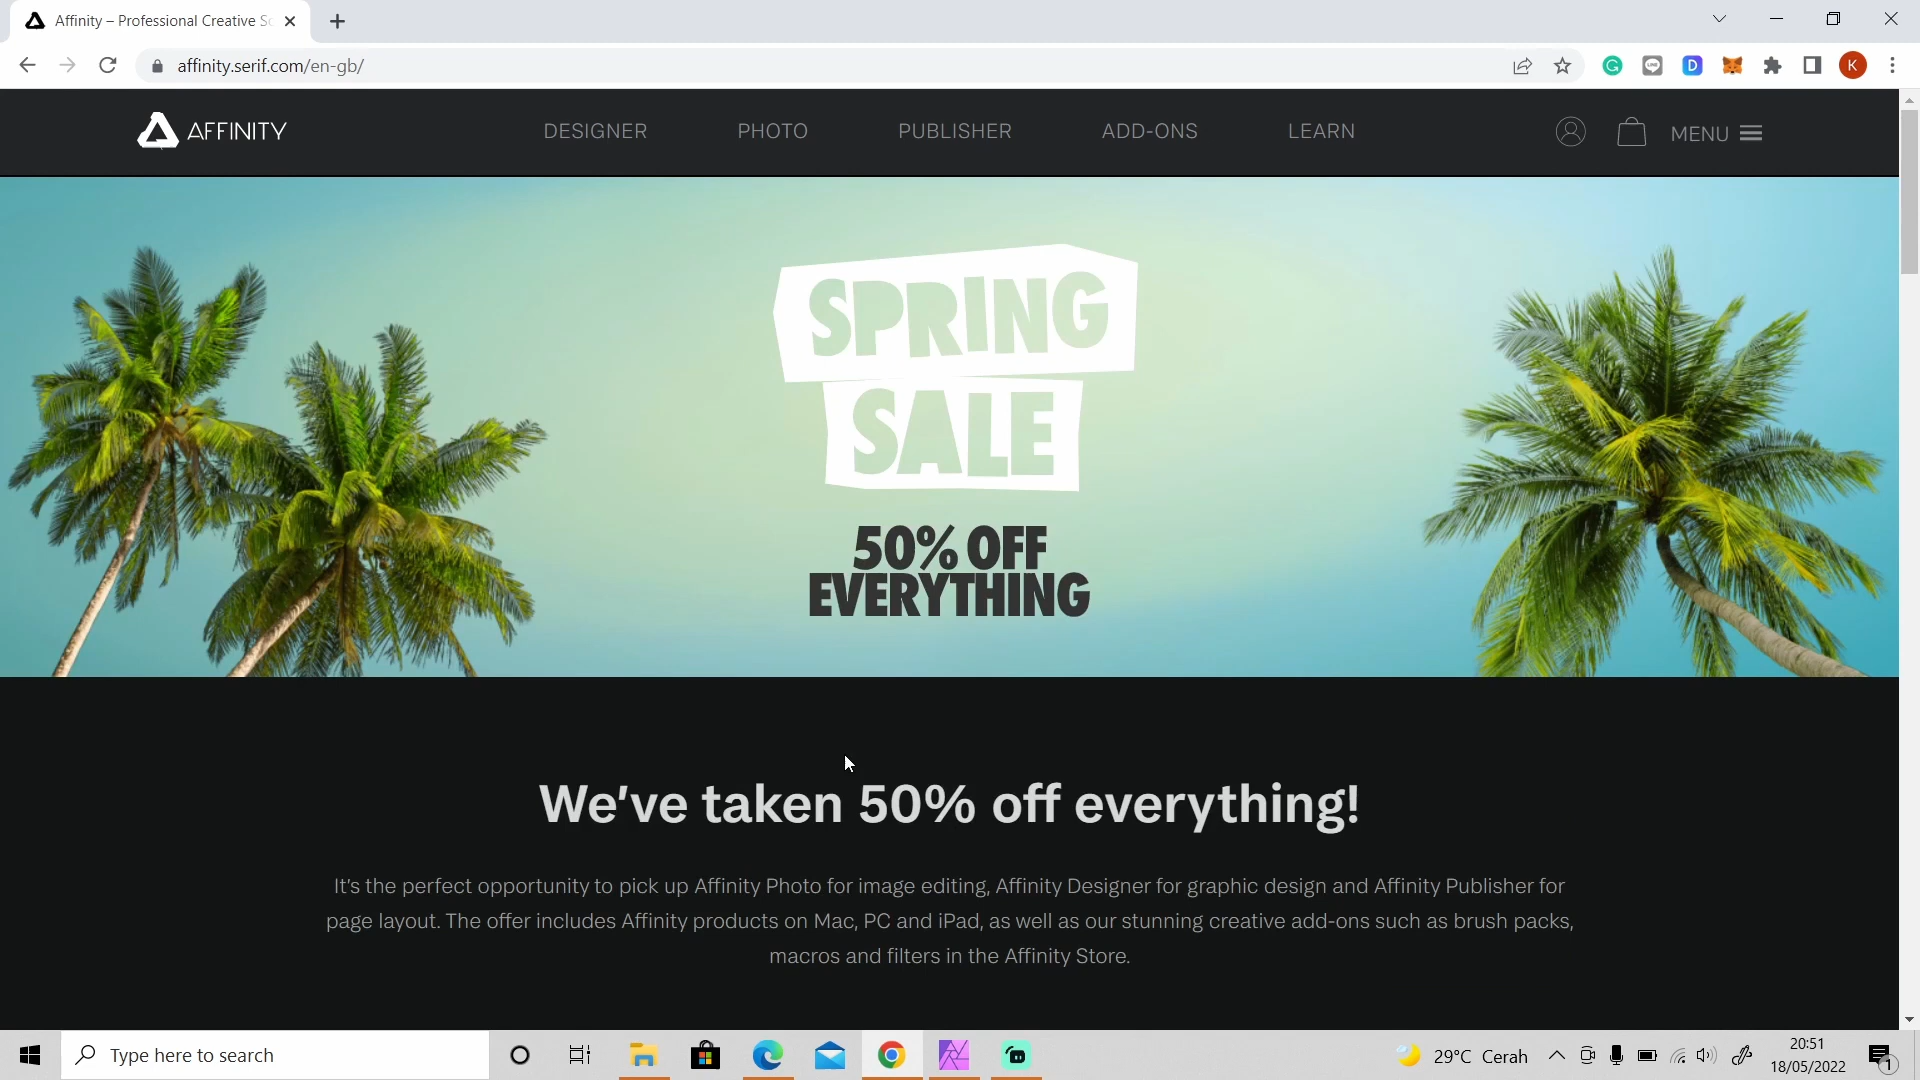 Affinity – Professional Creative So
affinity.serif.com/en-gb/
K
AFFINITY
DESIGNER
PHOTO
PUBLISHER
ADD-ONS
LEARN
MENU
SPRING
SALE
50% OFF
EVERYTHING
We've taken 50% off everything!
It's the perfect opportunity to pick up Affinity Photo for image editing, Affinity Designer for graphic design and Affinity Publisher for
page layout. The offer includes Affinity products on Mac, PC and iPad, as well as our stunning creative add-ons such as brush packs,
macros and filters in the Affinity Store.
Type here to search
29°C Cerah
20:51
18/05/2022
1